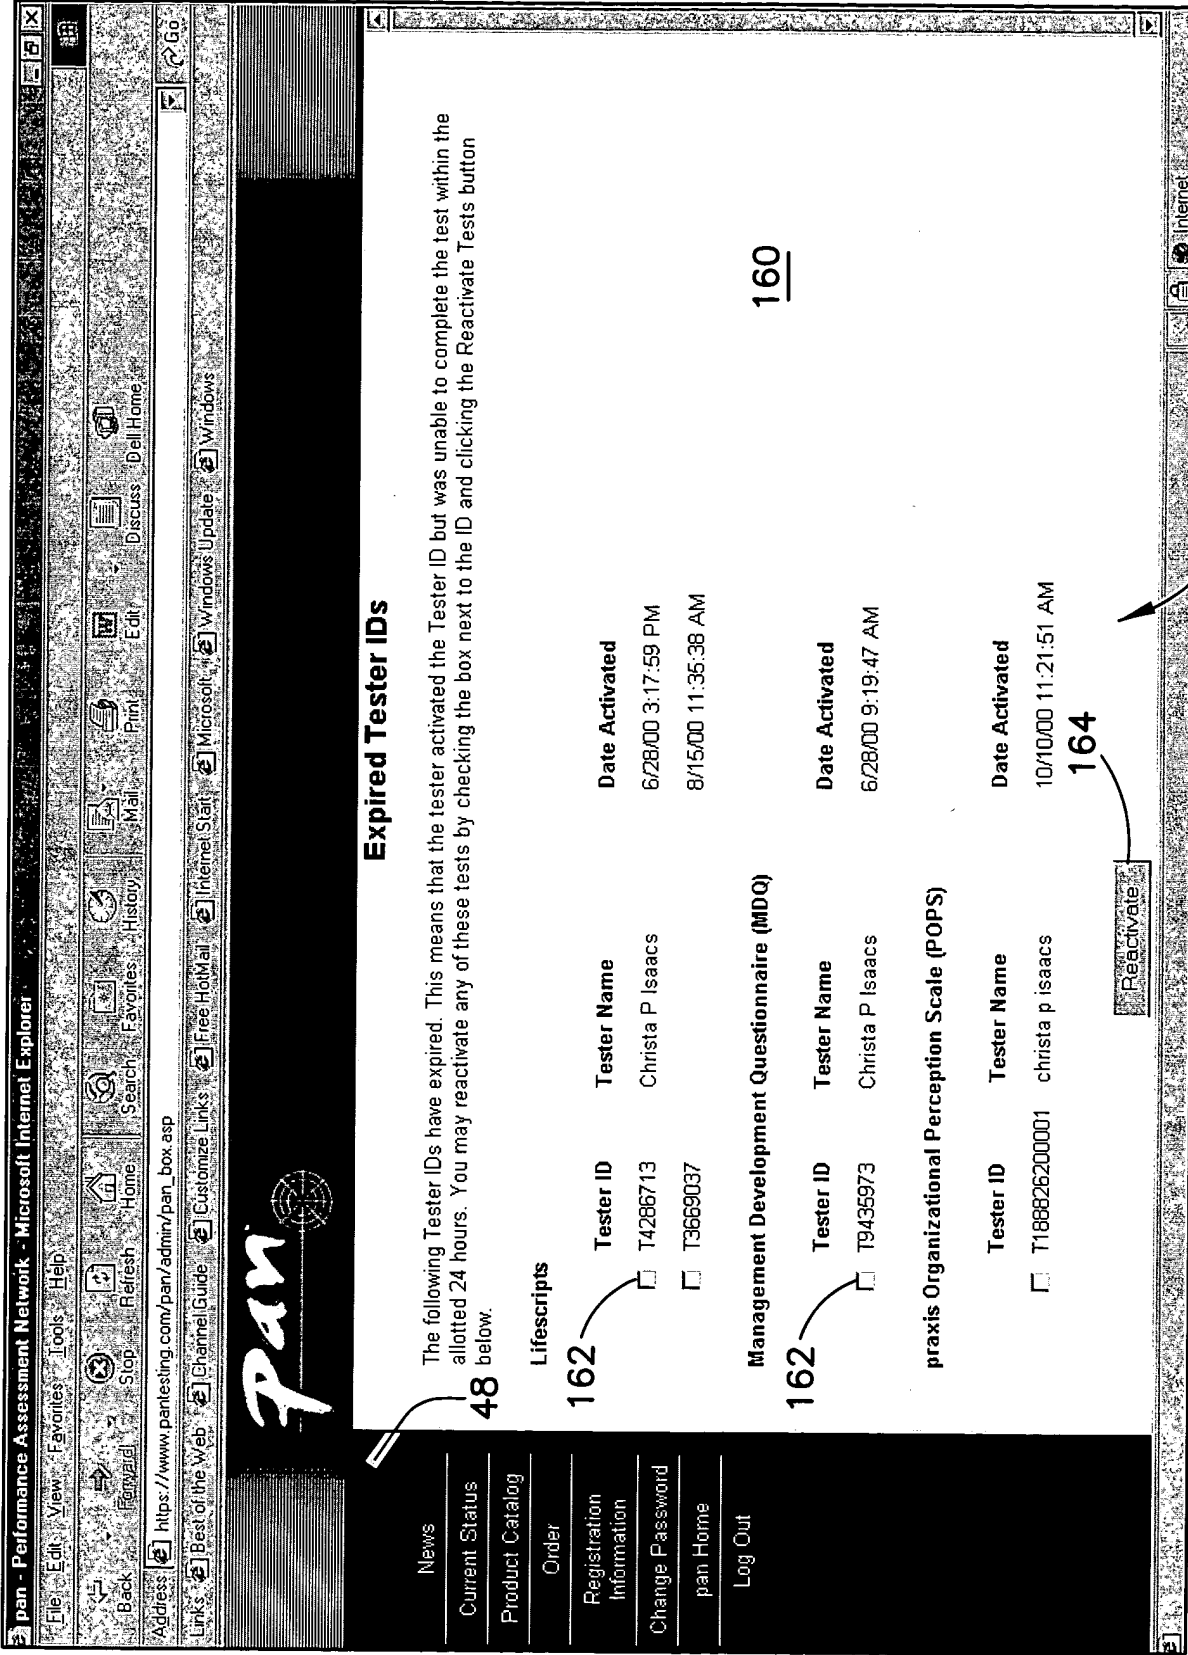 pan - Performance Assessment Network - Microsoft Internet Explorer
File Edit View Favorites Tools Help
Back Forward Stop Refresh Home Search Favorites History Mail Print Edit Discuss Dell Home
Address https://www.pantesting.com/pan/admin/pan_box.asp Go
Links Best of the Web Channel Guide Customize Links Free HotMail Internet Start Microsoft Windows Update Windows
pan
News
Current Status
Product Catalog
Order
Registration
Information
Change Password
pan Home
Log Out
48
Expired Tester IDs
The following Tester IDs have expired. This means that the tester activated the Tester ID but was unable to complete the test within the
allotted 24 hours. You may reactivate any of these tests by checking the box next to the ID and clicking the Reactivate Tests button
below.
Lifescripts
162
Tester ID Tester Name Date Activated
T4286713 Christa P Isaacs 6/28/00 3:17:59 PM
T3669037 8/15/00 11:35:38 AM
160
Management Development Questionnaire (MDQ)
162
Tester ID Tester Name Date Activated
T9435973 Christa P Isaacs 6/28/00 9:19:47 AM
praxis Organizational Perception Scale (POPS)
Tester ID Tester Name Date Activated
T188826200001 christa p isaacs 10/10/00 11:21:51 AM
164
Reactivate
Internet